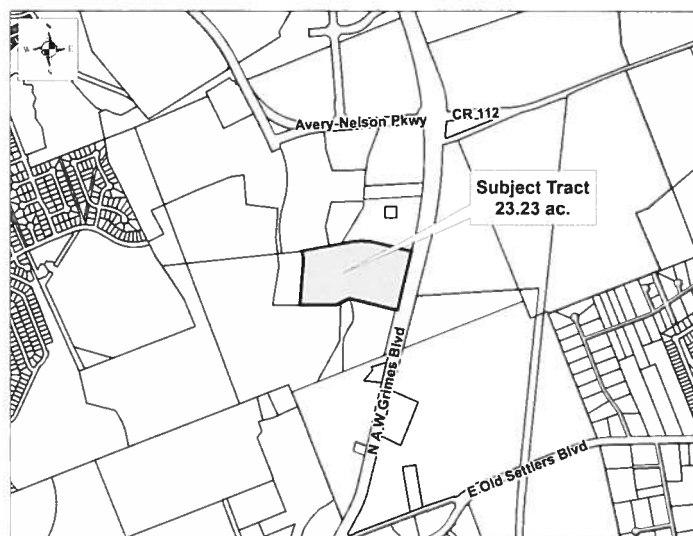 W E
Avery-Nelson Pkwy
CR 112
Subject Tract
23.23 ac.
N A.W. Grimes Blvd
E Old Settlers Blvd